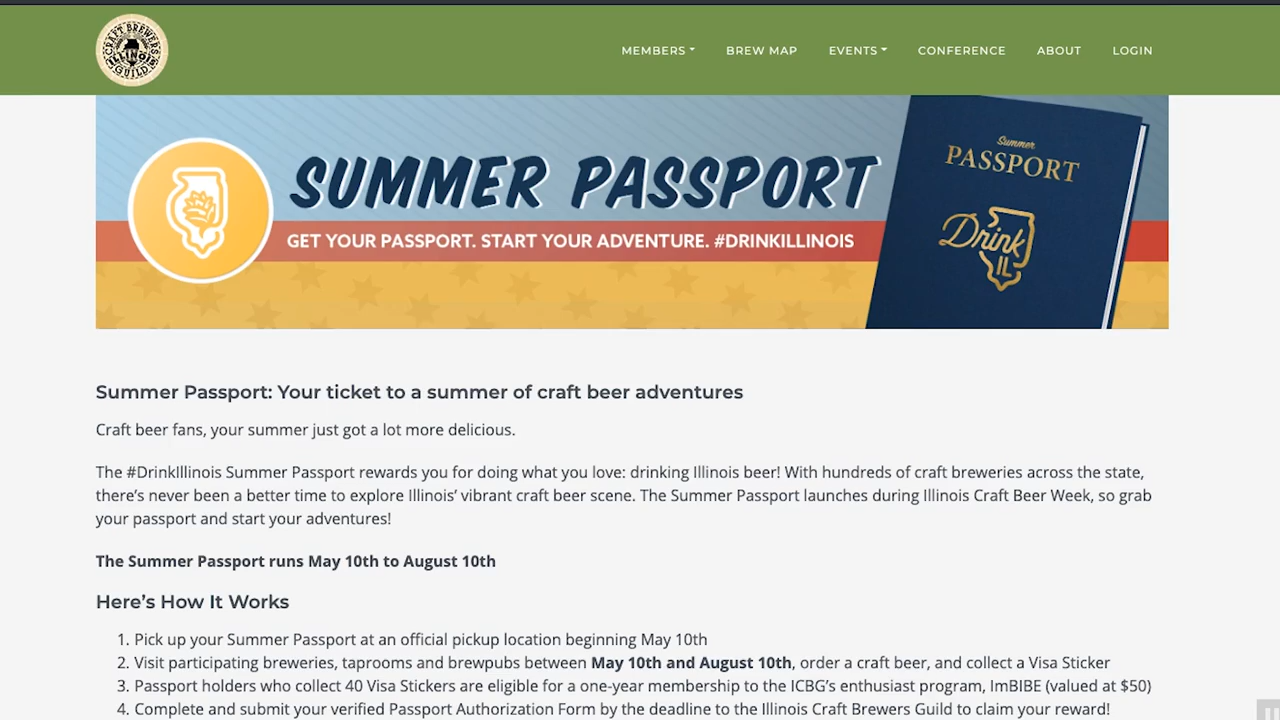 CRAFT BREWERS
ILLINOIS
GUILD
MEMBERS
BREW MAP
EVENTS
CONFERENCE
ABOUT
LOGIN
SUMMER PASSPORT
GET YOUR PASSPORT. START YOUR ADVENTURE. #DRINKILLINOIS
Summer
PASSPORT
Drink
IL
Summer Passport: Your ticket to a summer of craft beer adventures
Craft beer fans, your summer just got a lot more delicious.
The #DrinkIllinois Summer Passport rewards you for doing what you love: drinking Illinois beer! With hundreds of craft breweries across the state,
there's never been a better time to explore Illinois' vibrant craft beer scene. The Summer Passport launches during Illinois Craft Beer Week, so grab
your passport and start your adventures!
The Summer Passport runs May 10th to August 10th
Here's How It Works
1. Pick up your Summer Passport at an official pickup location beginning May 10th
2. Visit participating breweries, taprooms and brewpubs between May 10th and August 10th, order a craft beer, and collect a Visa Sticker
3. Passport holders who collect 40 Visa Stickers are eligible for a one-year membership to the ICBG's enthusiast program, ImBIBE (valued at $50)
4. Complete and submit your verified Passport Authorization Form by the deadline to the Illinois Craft Brewers Guild to claim your reward!